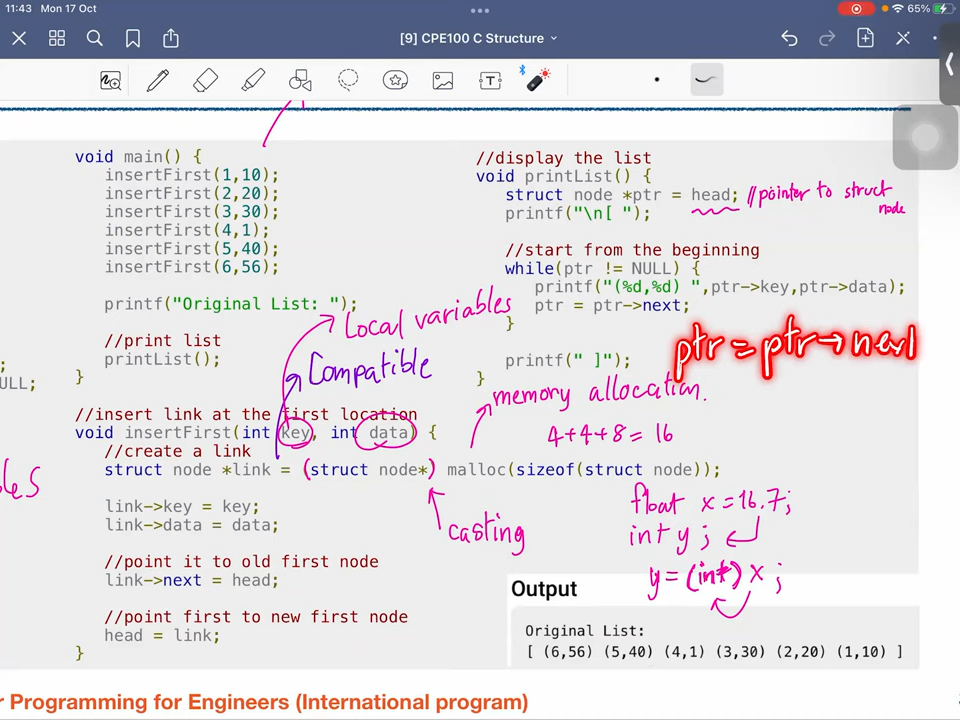 11:43 Mon 17 Oct
65%
[9] CPE100 C Structure
void main() {
insertFirst(1,10);
insertFirst(2,20);
insertFirst(3,30);
insertFirst(4,1);
insertFirst(5,40);
insertFirst(6,56);
printf("Original List: ");
//print list
printList();
}
NULL;
//insert link at the first location
void insertFirst(int key, int data) {
//create a link
struct node *link = (struct node*) malloc(sizeof(struct node));
link->key = key;
link->data = data;
//point it to old first node
link->next = head;
//point first to new first node
head = link;
}
//display the list
void printList() {
struct node *ptr = head;
printf("\n[ ");
//start from the beginning
while(ptr != NULL) {
printf("(%d,%d) ",ptr->key,ptr->data);
ptr = ptr->next;
}
printf(" ]");
}
//pointer to struct
node
Local variables
Compatible
ptr = ptr→next
memory allocation.
4+4+8 = 16
casting
float x = 16.7;
int y ;
y = (int) x ;
Output
Original List:
[ (6,56) (5,40) (4,1) (3,30) (2,20) (1,10) ]
r Programming for Engineers (International program)